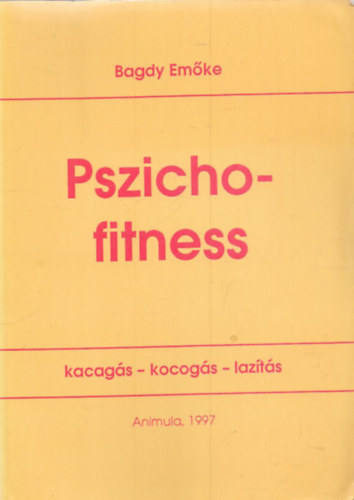 Bagdy Emőke
Pszicho-
fitness
kacagás - kocogás - lazítás
Animula, 1997